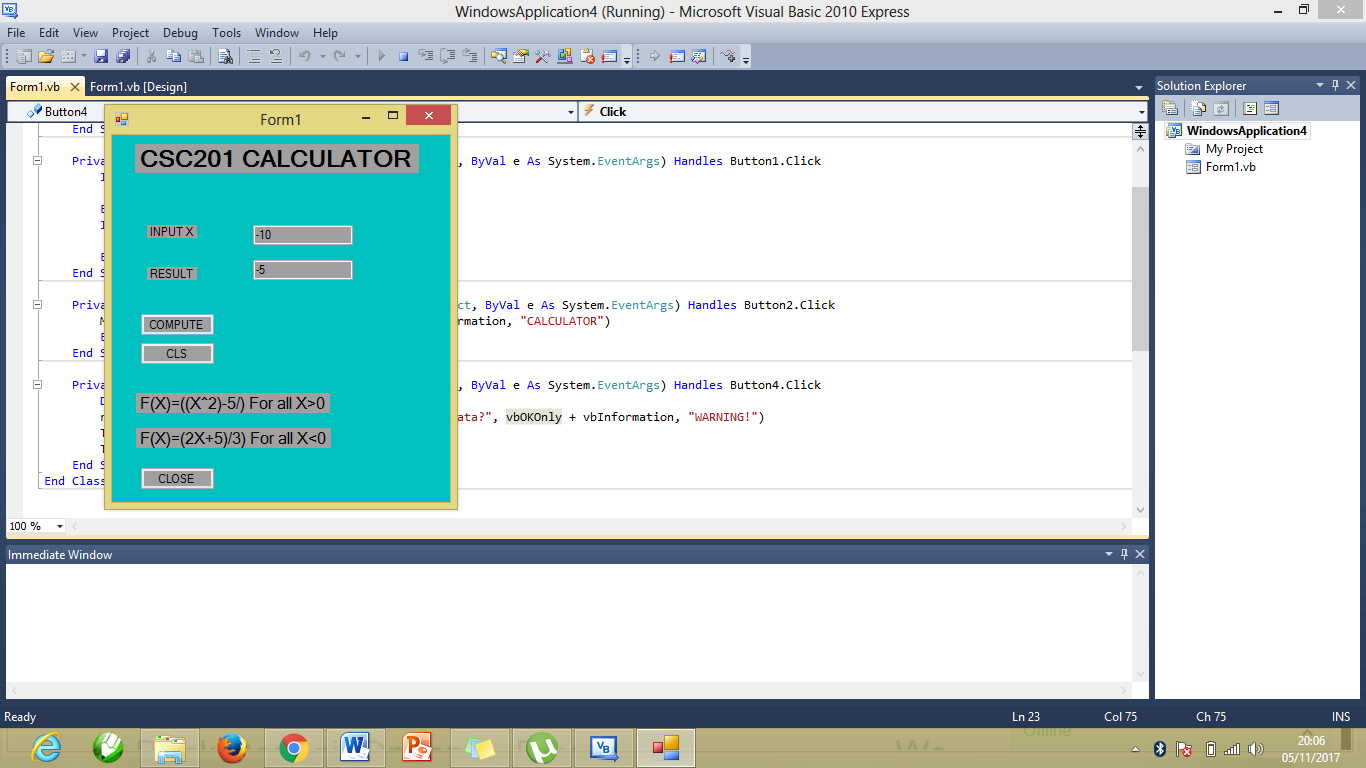 WindowsApplication4 (Running) - Microsoft Visual Basic 2010 Express
File Edit View Project Debug Tools Window Help
Form1.vb Form1.vb [Design]
Solution Explorer
Button4
Click
WindowsApplication4
My Project
Form1.vb
Form1
CSC201 CALCULATOR
INPUT X
-10
RESULT
-5
COMPUTE
CLS
F(X)=((X^2)-5/) For all X>0
F(X)=(2X+5)/3) For all X<0
CLOSE
End S
Priva , ByVal e As System.EventArgs) Handles Button1.Click
I
E
I
E
End S
Priva ct, ByVal e As System.EventArgs) Handles Button2.Click
M rmation, "CALCULATOR")
E
End S
Priva , ByVal e As System.EventArgs) Handles Button4.Click
D
r ata?", vbOKOnly + vbInformation, "WARNING!")
T
T
End S
End Class
100 %
Immediate Window
Ready
Ln 23 Col 75 Ch 75 INS
Offline
20:06
05/11/2017